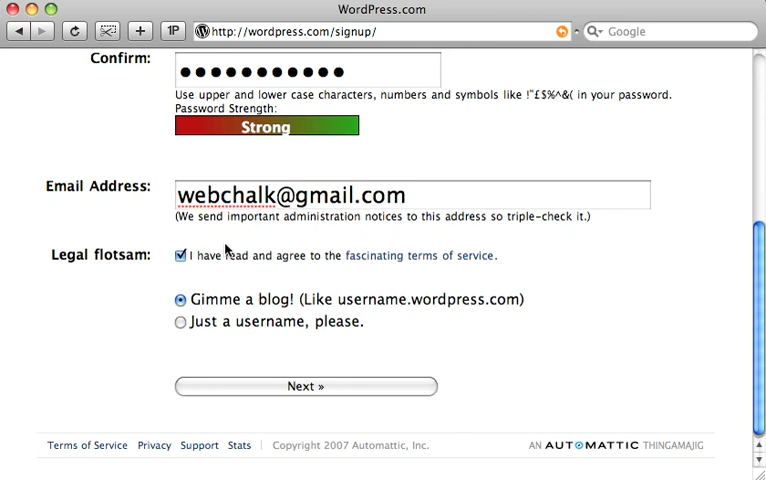 WordPress.com
1P
http://wordpress.com/signup/
Google
Confirm:
Use upper and lower case characters, numbers and symbols like !"£$%^&( in your password.
Password Strength:
Strong
Email Address:
webchalk@gmail.com
(We send important administration notices to this address so triple-check it.)
Legal flotsam:
I have read and agree to the fascinating terms of service.
Gimme a blog! (Like username.wordpress.com)
Just a username, please.
Next »
Terms of Service Privacy Support Stats Copyright 2007 Automattic, Inc. AN AUTOMATTIC THINGAMAJIG